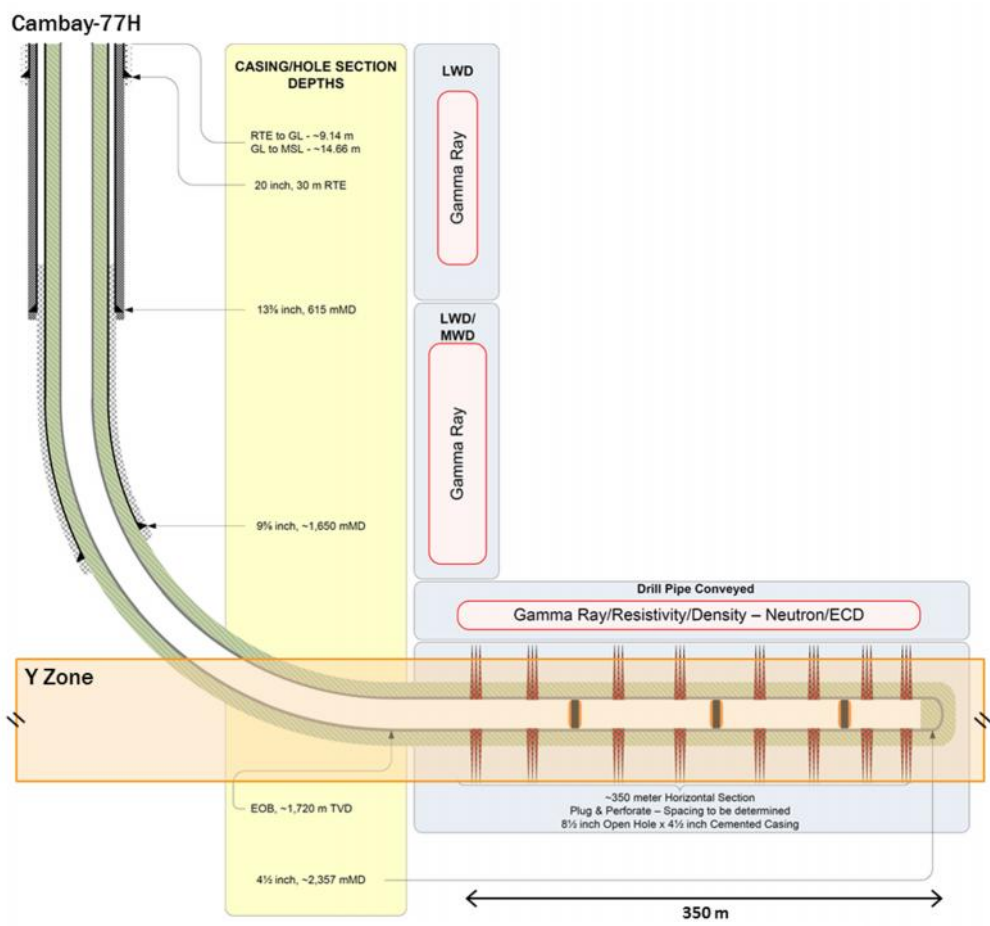 Cambay-77H
CASING/HOLE SECTION
DEPTHS
RTE to GL - ~9.14 m
GL to MSL - ~14.66 m
20 inch, 30 m RTE
13⅜ inch, 615 mMD
9⅝ inch, ~1,650 mMD
LWD
Gamma Ray
LWD/
MWD
Gamma Ray
Drill Pipe Conveyed
Gamma Ray/Resistivity/Density – Neutron/ECD
Y Zone
~350 meter Horizontal Section
Plug & Perforate – Spacing to be determined
8½ inch Open Hole x 4½ inch Cemented Casing
EOB, ~1,720 m TVD
4½ inch, ~2,357 mMD
350 m